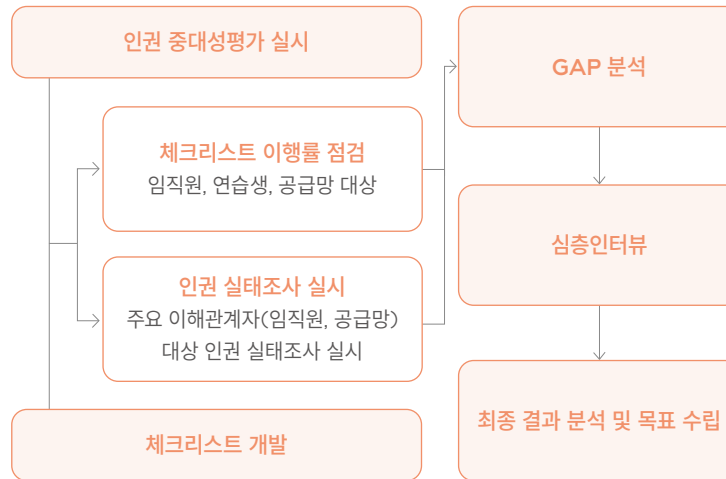 인권 중대성평가 실시
체크리스트 이행률 점검
임직원, 연습생, 공급망 대상
인권 실태조사 실시
주요 이해관계자(임직원, 공급망)
대상 인권 실태조사 실시
체크리스트 개발
GAP 분석
심층인터뷰
최종 결과 분석 및 목표 수립